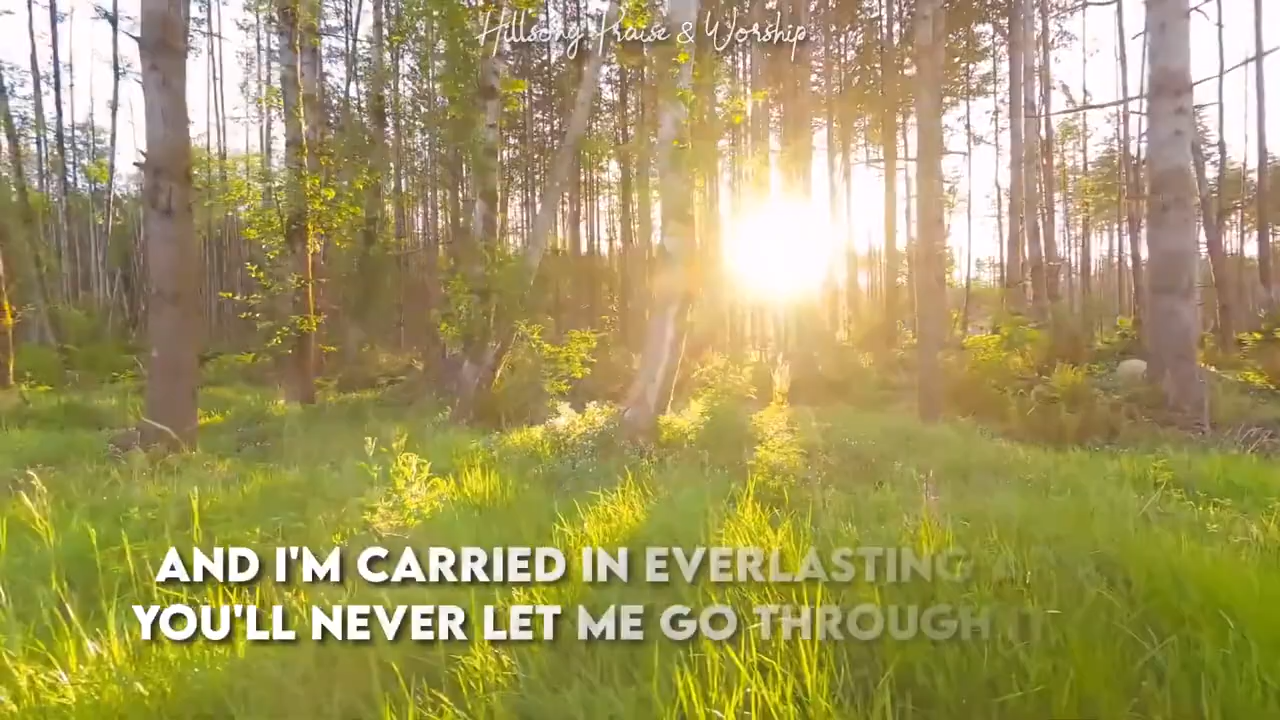 Hillsong Praise & Worship
AND I'M CARRIED IN EVERLASTING
YOU'LL NEVER LET ME GO THROUGH